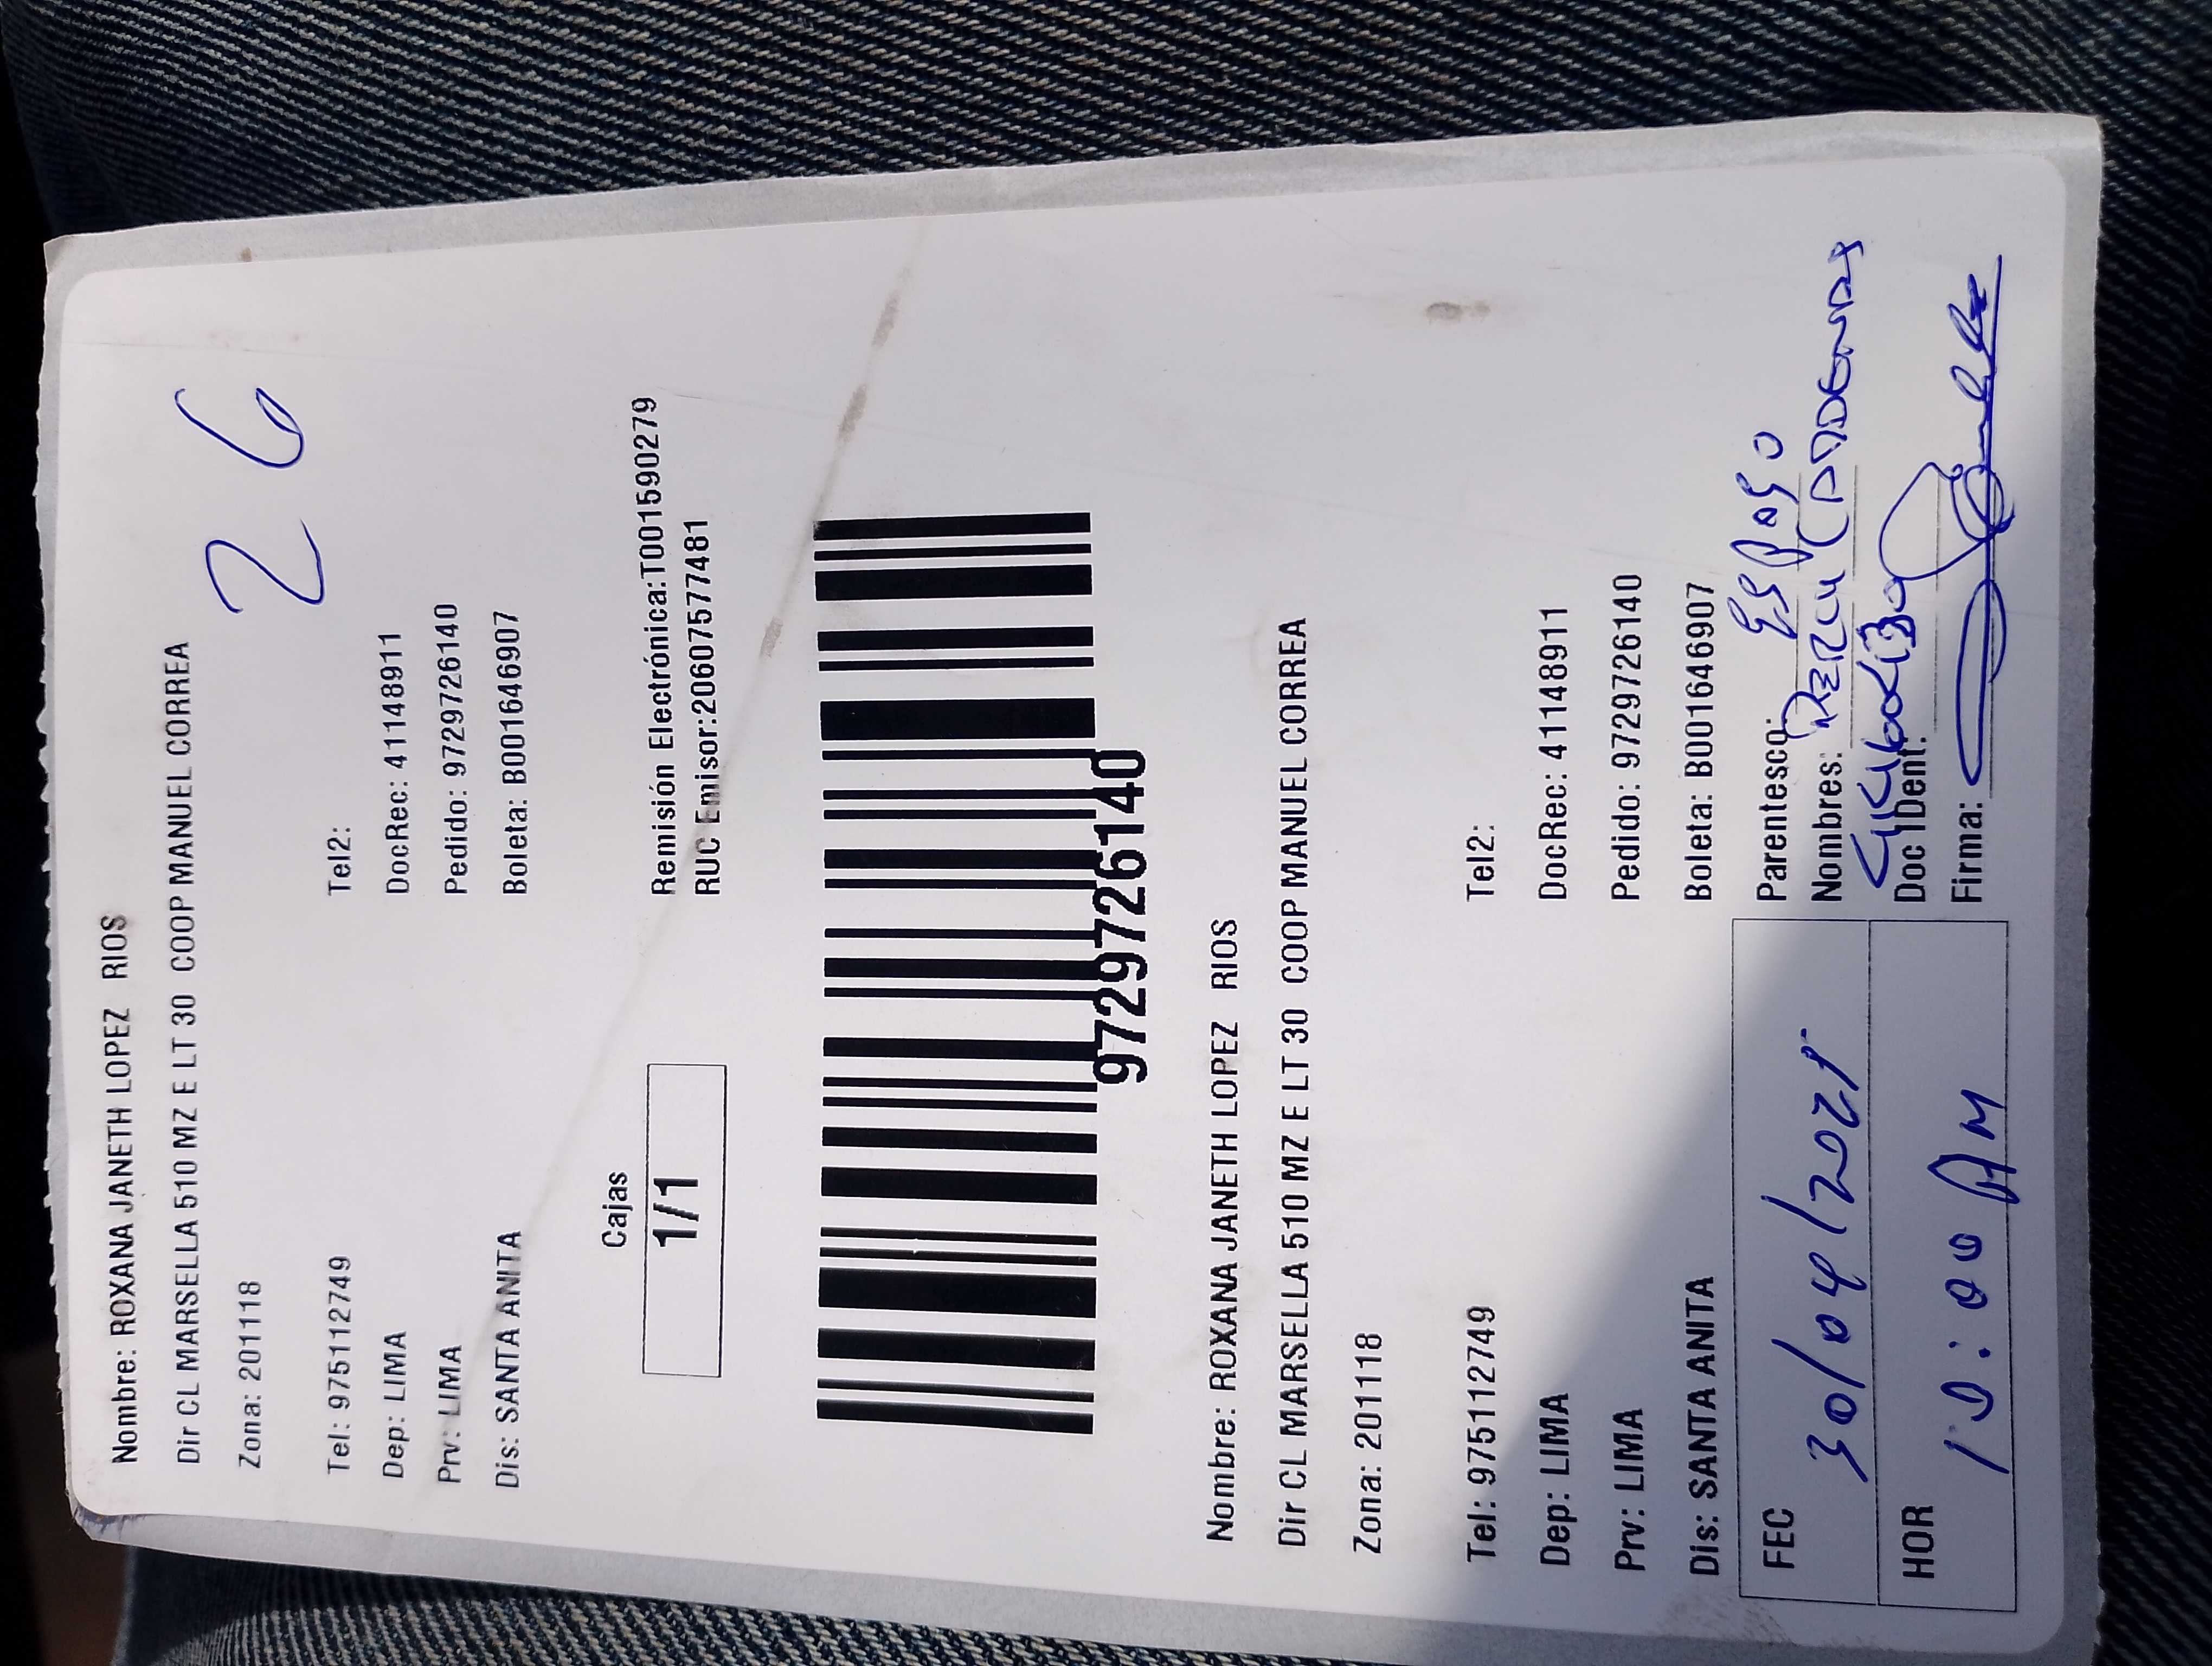 Nombre: ROXANA JANETH LOPEZ RIOS
Dir CL MARSELLA 510 MZ E LT 30 COOP MANUEL CORREA
Zona: 201118
26
Tel: 975112749 Tel2:
Dep: LIMA DocRec: 41148911
Prv: LIMA Pedido: 9729726140
Dis: SANTA ANITA Boleta: B001646907
Cajas
1/1
Remisión Electrónica:T001590279
RUC Emisor:20607577481
9729726140
Nombre: ROXANA JANETH LOPEZ RIOS
Dir CL MARSELLA 510 MZ E LT 30 COOP MANUEL CORREA
Zona: 201118
Tel: 975112749 Tel2:
Dep: LIMA DocRec: 41148911
Prv: LIMA Pedido: 9729726140
Dis: SANTA ANITA Boleta: B001646907
FEC 30/04/2021
HOR 10:00 AM
Parentesco: ESPOSO
Nombres:
Doc IDent:
Firma: